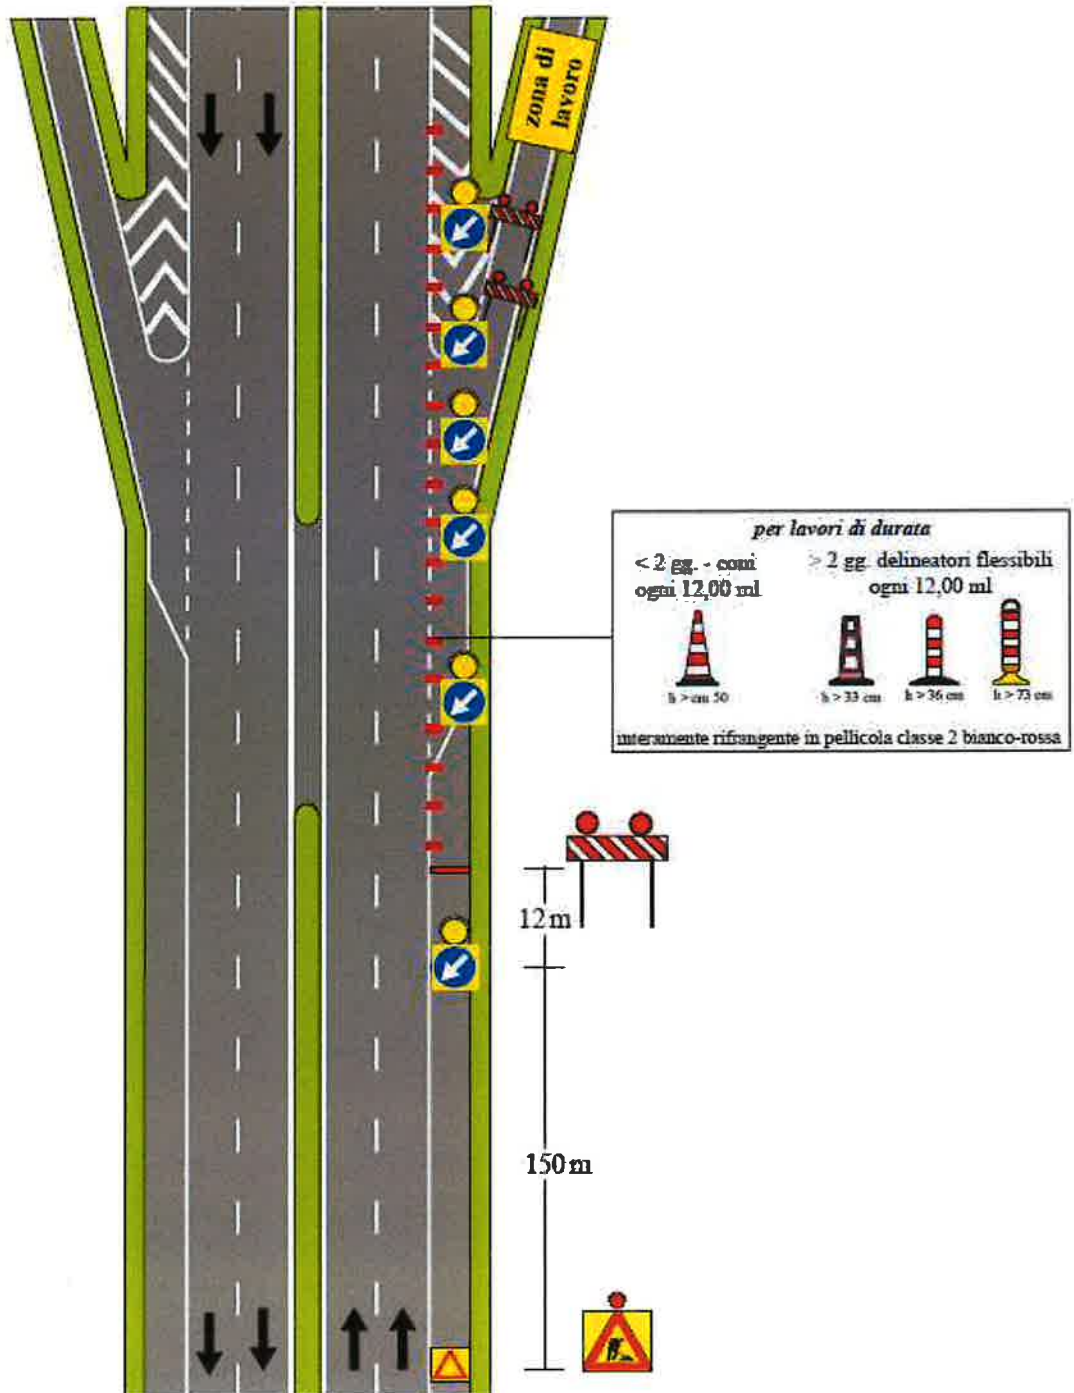 zona di
lavoro
per lavori di durata
< 2 gg. - coni
ogni 12,00 ml
> 2 gg. delineatori flessibili
ogni 12,00 ml
h > cm 50
h > 33 cm
h > 36 cm
h > 73 cm
interamente rifrangente in pellicola classe 2 bianco-rossa
12 m
150 m